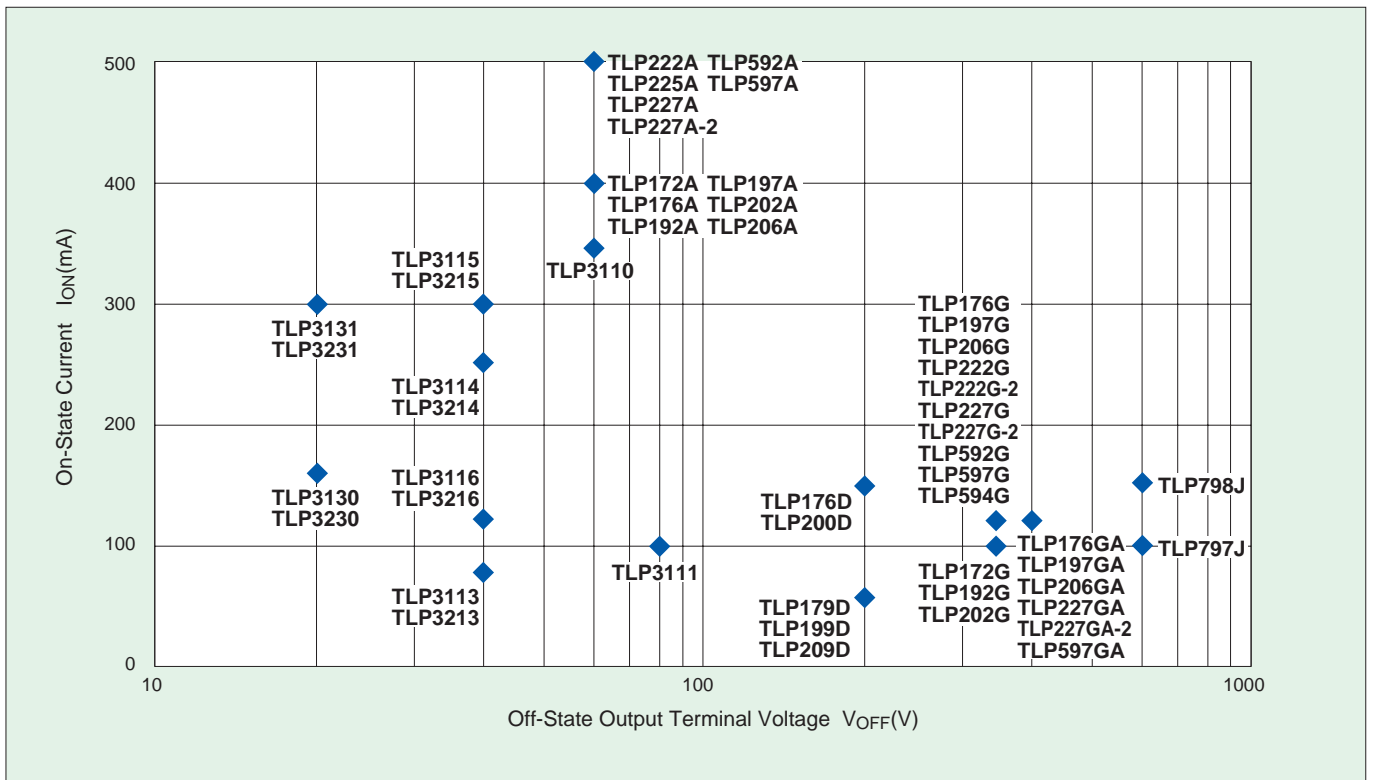 500
400
300
200
100
0
On-State Current ION(mA)
TLP222A TLP592A
TLP225A TLP597A
TLP227A
TLP227A-2
TLP172A TLP197A
TLP176A TLP202A
TLP192A TLP206A
TLP3110
TLP3115
TLP3215
TLP3131
TLP3231
TLP3114
TLP3214
TLP3116
TLP3216
TLP3130
TLP3230
TLP3113
TLP3213
TLP3111
TLP176D
TLP200D
TLP179D
TLP199D
TLP209D
TLP176G
TLP197G
TLP206G
TLP222G
TLP222G-2
TLP227G
TLP227G-2
TLP592G
TLP597G
TLP594G
TLP172G
TLP192G
TLP202G
TLP176GA
TLP197GA
TLP206GA
TLP227GA
TLP227GA-2
TLP597GA
TLP798J
TLP797J
10
100
1000
Off-State Output Terminal Voltage VOFF(V)